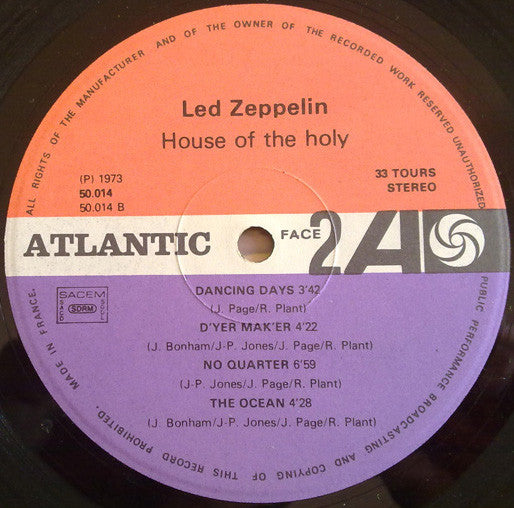 ALL RIGHTS OF THE MANUFACTURER AND OF THE OWNER OF THE RECORDED WORK RESERVED UNAUTHORIZED PUBLIC PERFORMANCE BROADCASTING AND COPYING OF THIS RECORD PROHIBITED. MADE IN FRANCE.
Led Zeppelin
House of the holy
(P) 1973
50.014
50.014 B
33 TOURS
STEREO
ATLANTIC
FACE 2
A
SACEM
SACD SDRM SGDL
DANCING DAYS 3'42
(J. Page/R. Plant)
D'YER MAK'ER 4'22
(J. Bonham/J-P. Jones/J. Page/R. Plant)
NO QUARTER 6'59
(J-P. Jones/J. Page/R. Plant)
THE OCEAN 4'28
(J. Bonham/J-P. Jones/J. Page/R. Plant)